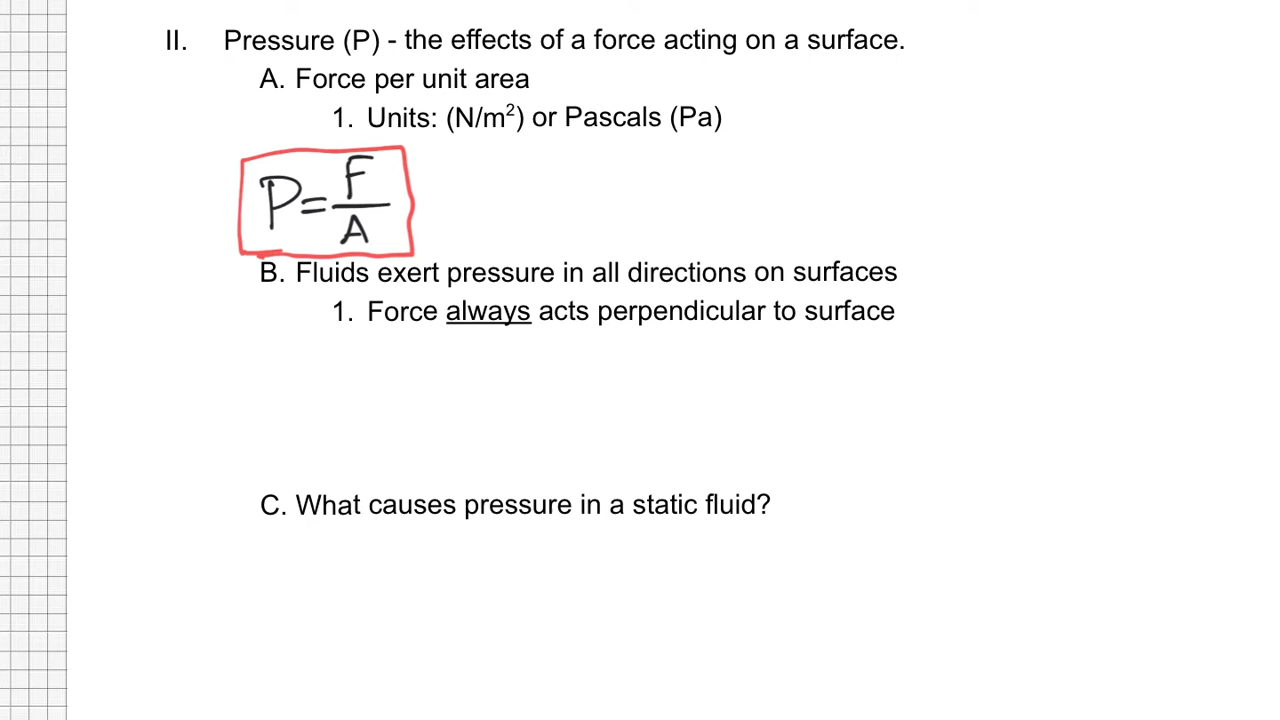 II. Pressure (P) - the effects of a force acting on a surface.
A. Force per unit area
1. Units: (N/m²) or Pascals (Pa)
P = F/A
B. Fluids exert pressure in all directions on surfaces
1. Force always acts perpendicular to surface
C. What causes pressure in a static fluid?